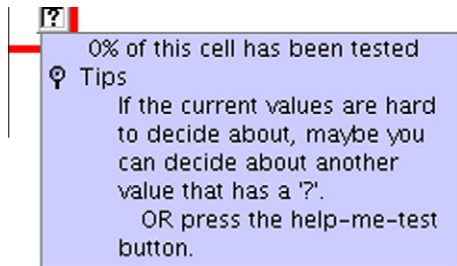 ?
0% of this cell has been tested
Tips
If the current values are hard
to decide about, maybe you
can decide about another
value that has a '?'.
OR press the help-me-test
button.